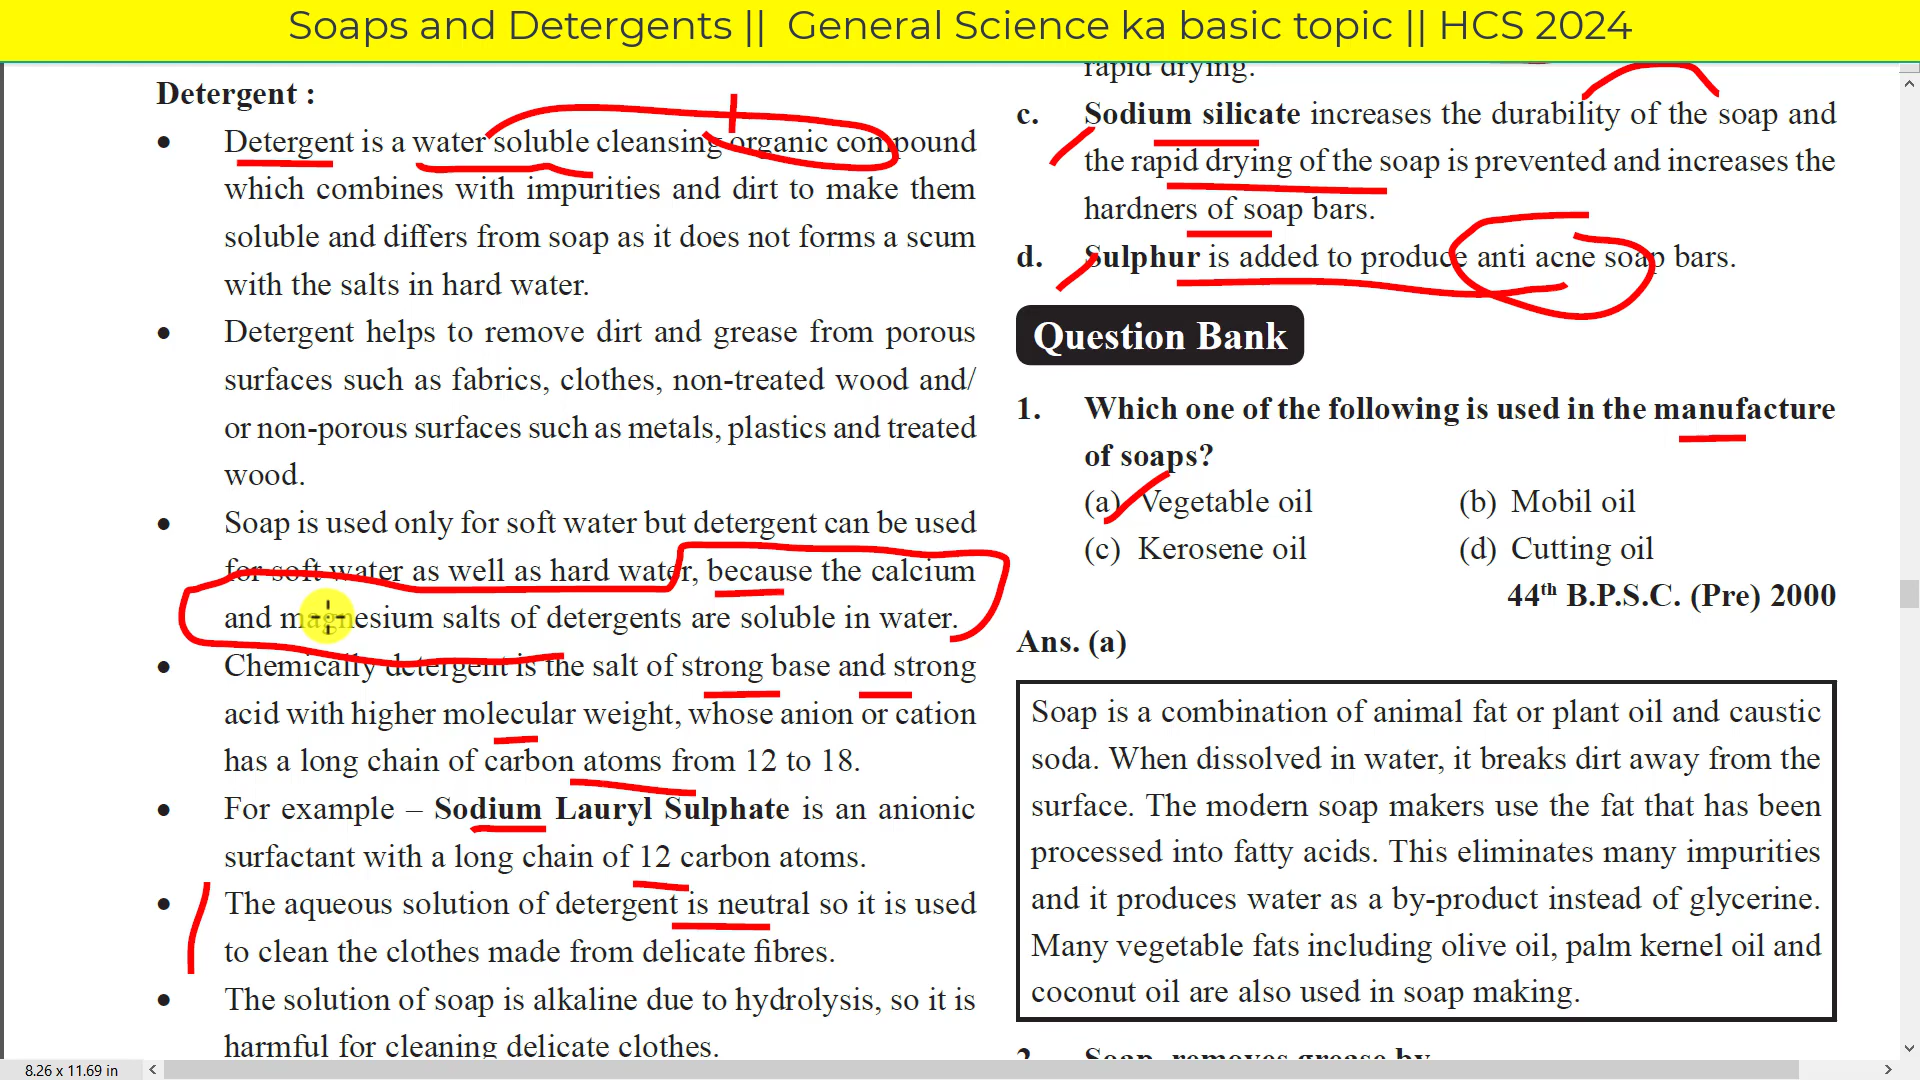 Soaps and Detergents || General Science ka basic topic || HCS 2024
Detergent :
• Detergent is a water soluble cleansing organic compound
which combines with impurities and dirt to make them
soluble and differs from soap as it does not forms a scum
with the salts in hard water.
• Detergent helps to remove dirt and grease from porous
surfaces such as fabrics, clothes, non-treated wood and/
or non-porous surfaces such as metals, plastics and treated
wood.
• Soap is used only for soft water but detergent can be used
for soft water as well as hard water, because the calcium
and magnesium salts of detergents are soluble in water.
• Chemically detergent is the salt of strong base and strong
acid with higher molecular weight, whose anion or cation
has a long chain of carbon atoms from 12 to 18.
• For example – Sodium Lauryl Sulphate is an anionic
surfactant with a long chain of 12 carbon atoms.
• The aqueous solution of detergent is neutral so it is used
to clean the clothes made from delicate fibres.
• The solution of soap is alkaline due to hydrolysis, so it is
harmful for cleaning delicate clothes.
rapid drying.
c. Sodium silicate increases the durability of the soap and
the rapid drying of the soap is prevented and increases the
hardners of soap bars.
d. Sulphur is added to produce anti acne soap bars.
Question Bank
1. Which one of the following is used in the manufacture
of soaps?
(a) Vegetable oil (b) Mobil oil
(c) Kerosene oil (d) Cutting oil
44th B.P.S.C. (Pre) 2000
Ans. (a)
Soap is a combination of animal fat or plant oil and caustic
soda. When dissolved in water, it breaks dirt away from the
surface. The modern soap makers use the fat that has been
processed into fatty acids. This eliminates many impurities
and it produces water as a by-product instead of glycerine.
Many vegetable fats including olive oil, palm kernel oil and
coconut oil are also used in soap making.
2. Soap, removes grease by
8.26 x 11.69 in